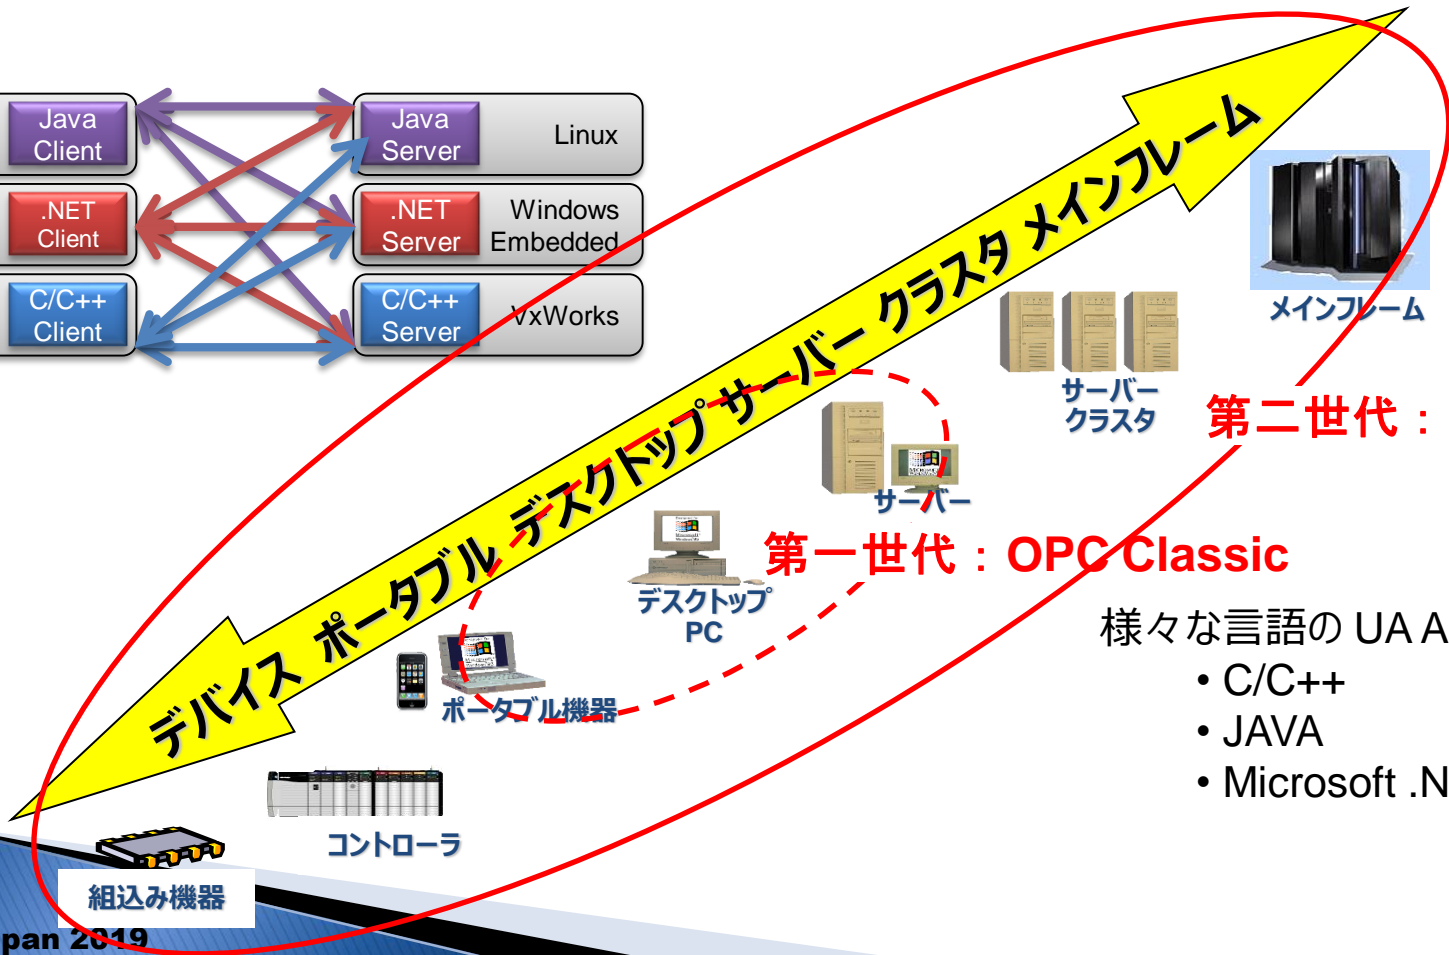 Java
Client
Java
Server
Linux
.NET
Client
.NET
Server
Windows
Embedded
C/C++
Client
C/C++
Server
VxWorks
デバイス ポータブル デスクトップ サーバー クラスタ メインフレーム
メインフレーム
サーバー
クラスタ
第二世代：
サーバー
第一世代：OPC Classic
デスクトップ
PC
様々な言語の UA A
• C/C++
• JAVA
• Microsoft .N
ポータブル機器
コントローラ
組込み機器
pan 2019